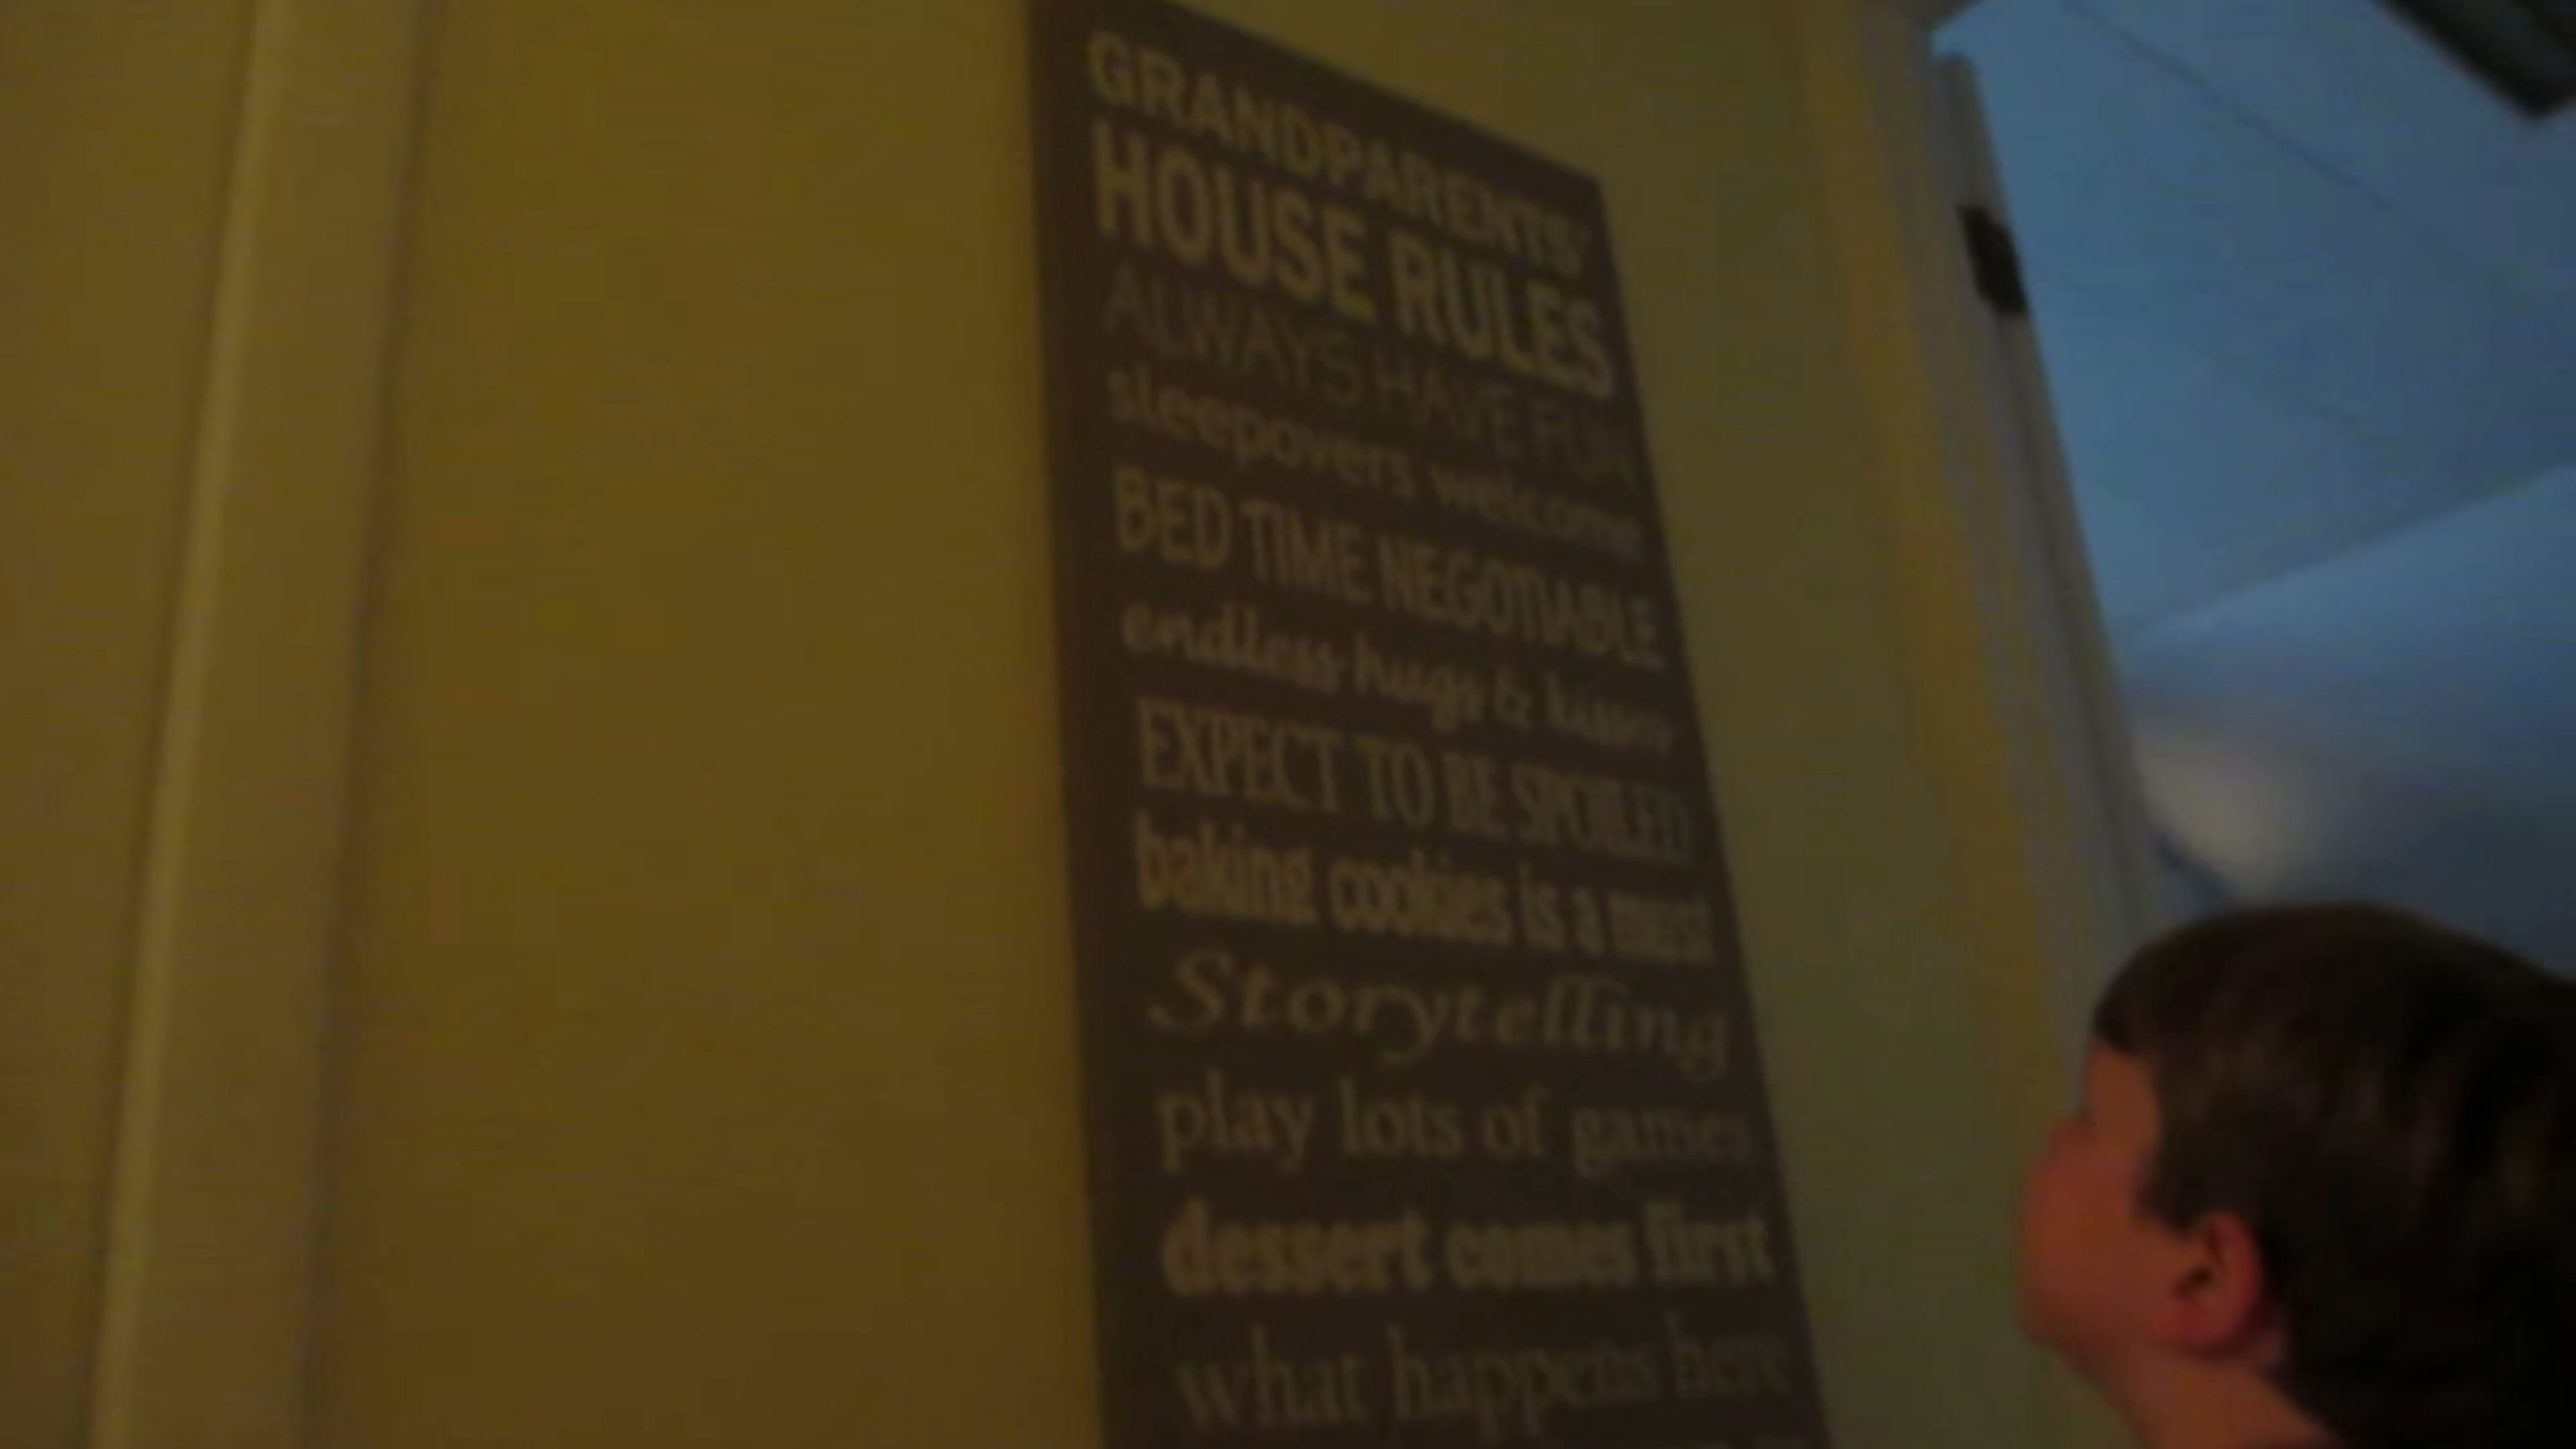 GRANDPARENTS'
HOUSE RULES
ALWAYS HAVE FUN
sleepovers welcome
BED TIME NEGOTIABLE
endless hugs & kisses
EXPECT TO BE SPOILED
baking cookies is a must
Storytelling
play lots of games
dessert comes first
what happens here